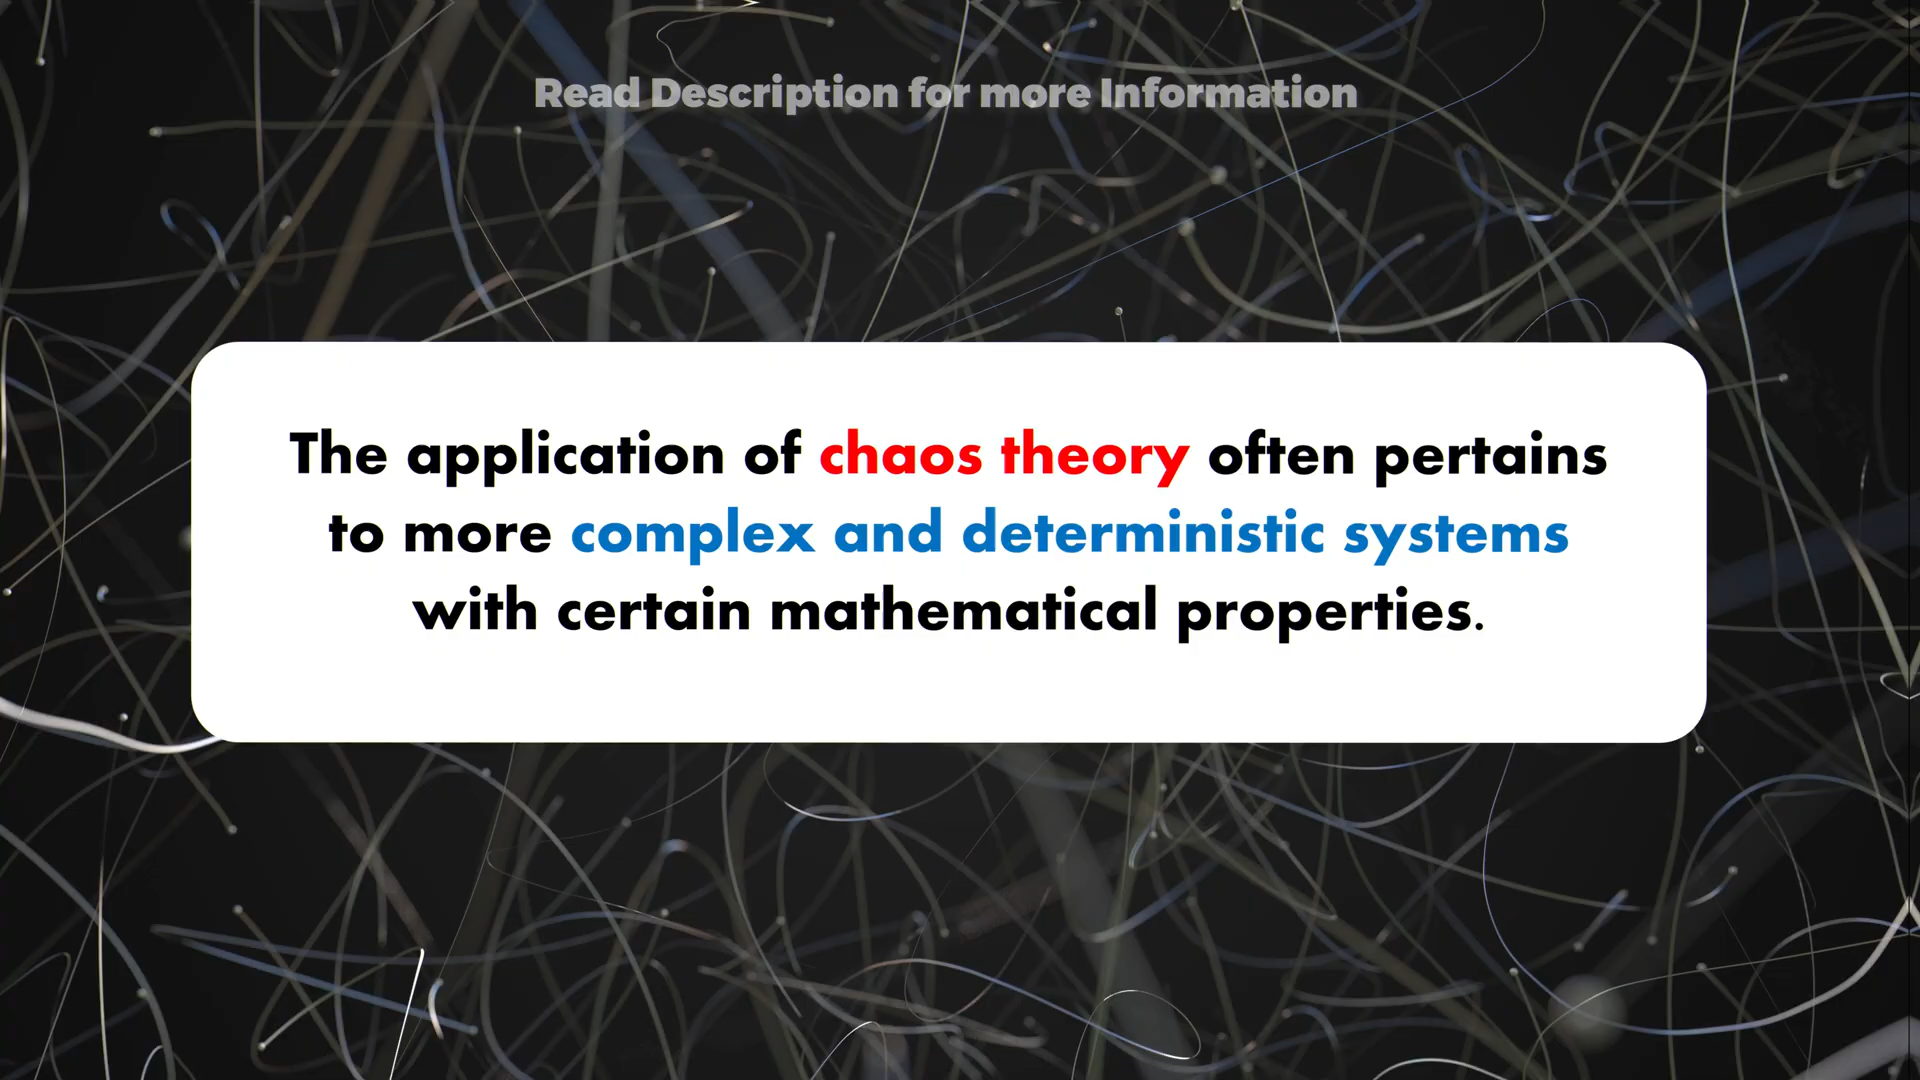 Read Description for more Information
The application of chaos theory often pertains
to more complex and deterministic systems
with certain mathematical properties.